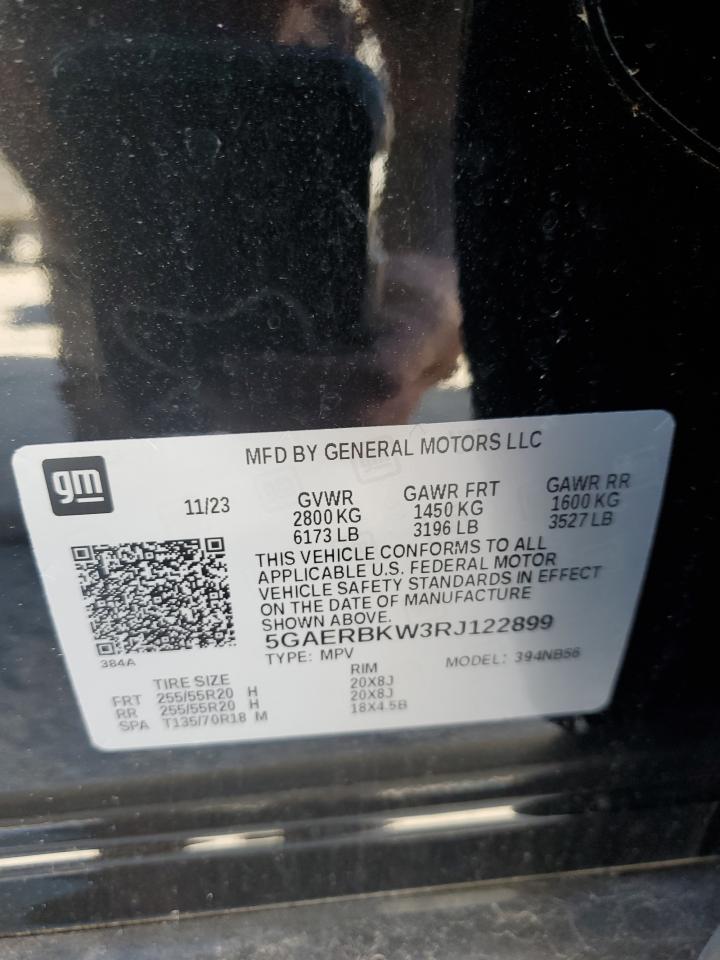 MFD BY GENERAL MOTORS LLC
gm
11/23
GVWR
2800 KG
6173 LB
GAWR FRT
1450 KG
3196 LB
GAWR RR
1600 KG
3527 LB
THIS VEHICLE CONFORMS TO ALL
APPLICABLE U.S. FEDERAL MOTOR
VEHICLE SAFETY STANDARDS IN EFFECT
ON THE DATE OF MANUFACTURE
SHOWN ABOVE.
5GAERBKW3RJ122899
384A
TYPE: MPV
MODEL: 394NB56
TIRE SIZE
RIM
FRT 255/55R20 H 20X8J
RR 255/55R20 H 20X8J
SPA T135/70R18 M 18X4.5B